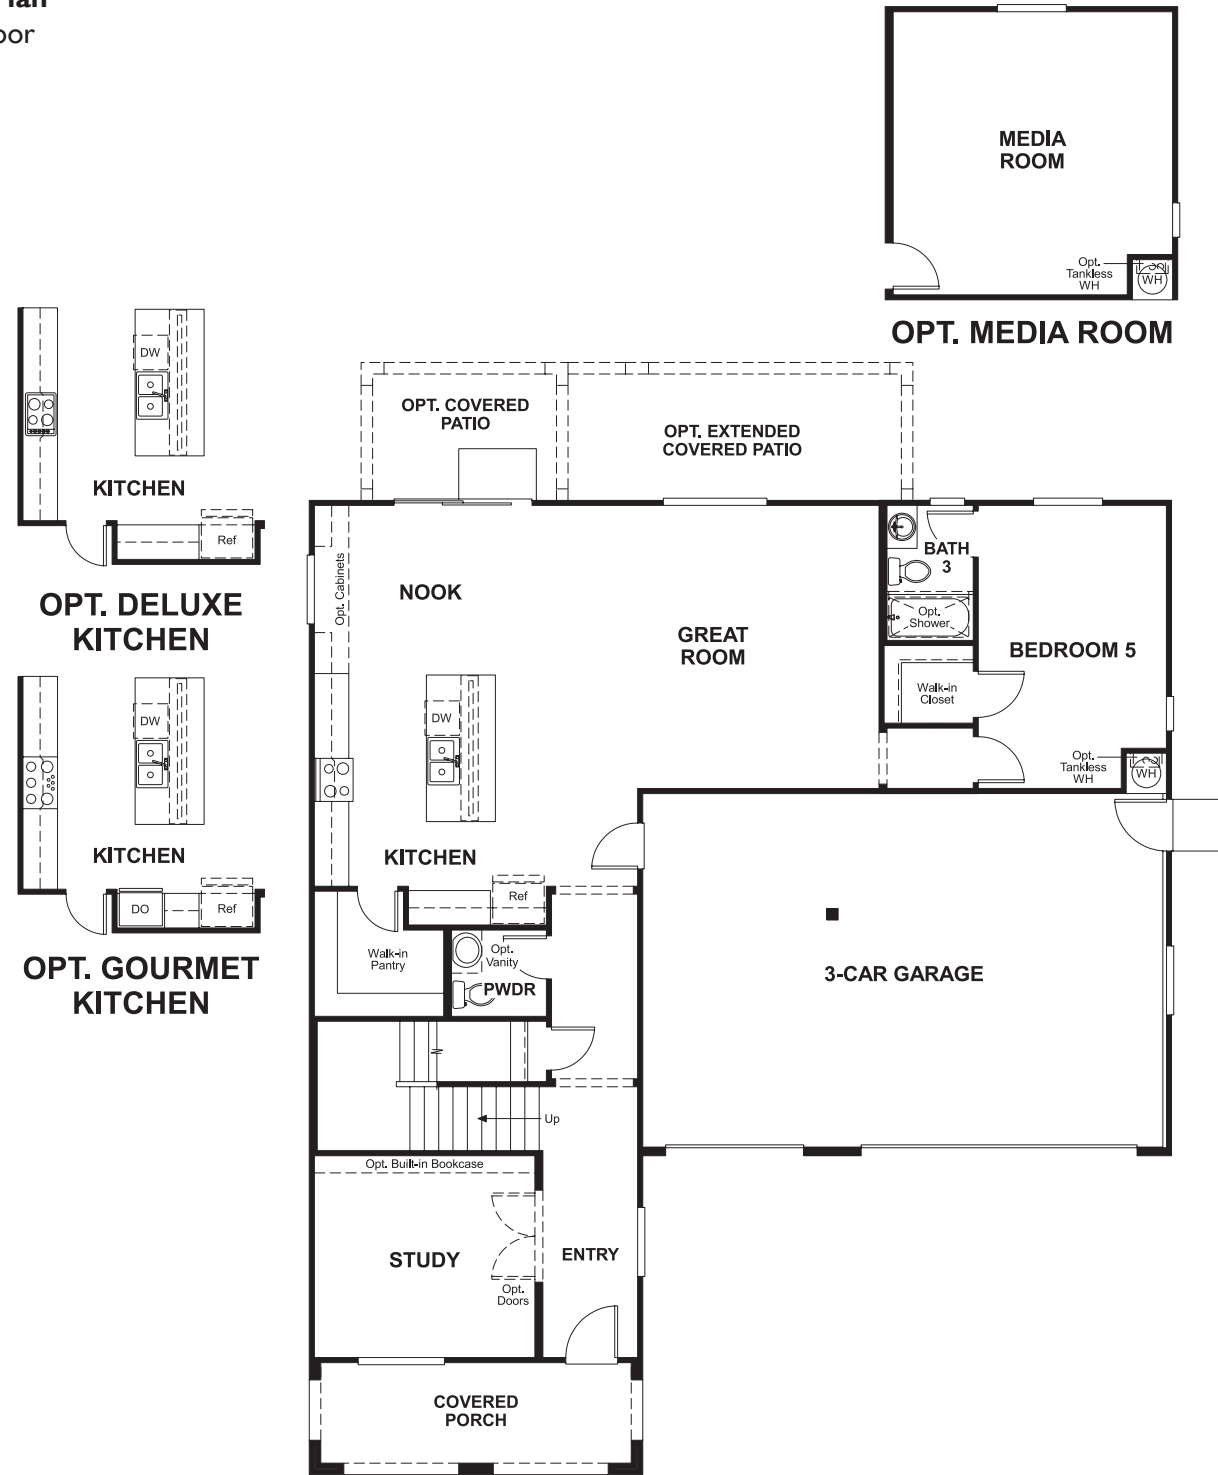 MEDIA
ROOM
Opt.
Tankless
WH
WH
OPT. MEDIA ROOM
DW
KITCHEN
Ref
OPT. DELUXE
KITCHEN
DW
KITCHEN
DO
Ref
OPT. GOURMET
KITCHEN
OPT. COVERED
PATIO
OPT. EXTENDED
COVERED PATIO
Opt. Cabinets
NOOK
GREAT
ROOM
BATH
3
Opt.
Shower
BEDROOM 5
Walk-in
Closet
Opt.
Tankless
WH
WH
DW
KITCHEN
Ref
Walk-in
Pantry
Opt.
Vanity
PWDR
3-CAR GARAGE
Up
Opt. Built-in Bookcase
STUDY
ENTRY
Opt.
Doors
COVERED
PORCH